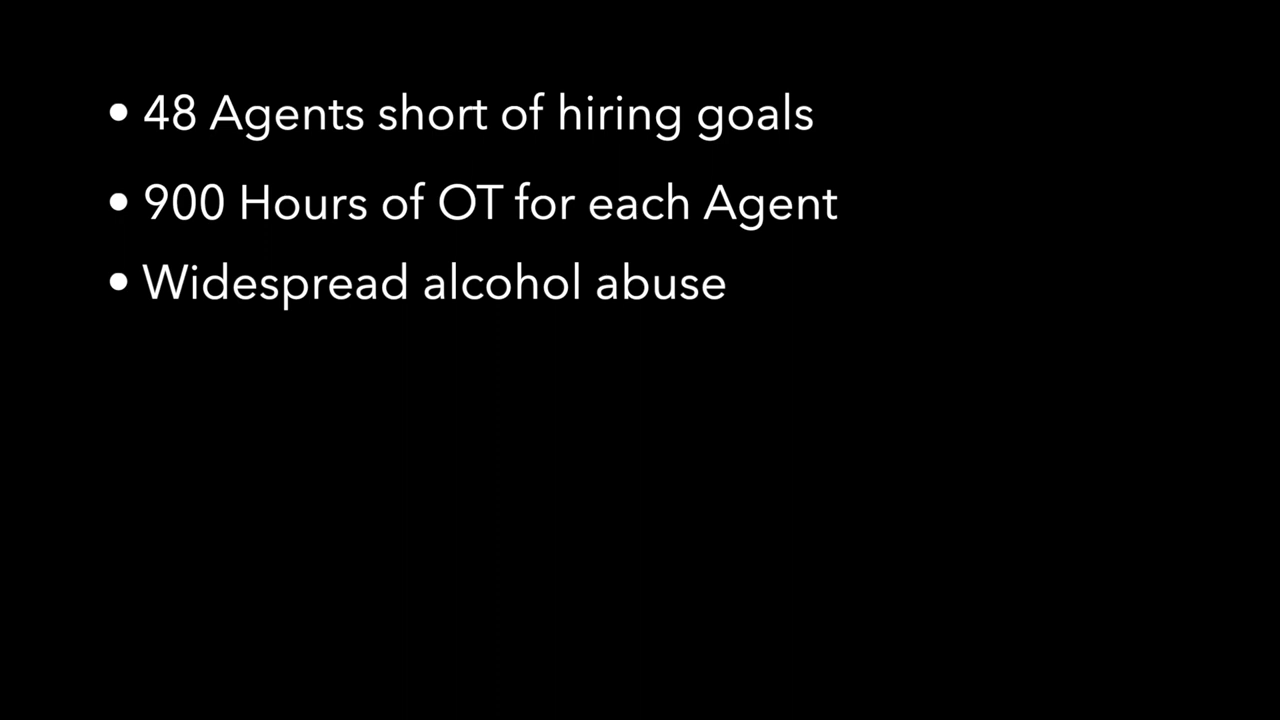 • 48 Agents short of hiring goals
• 900 Hours of OT for each Agent
• Widespread alcohol abuse